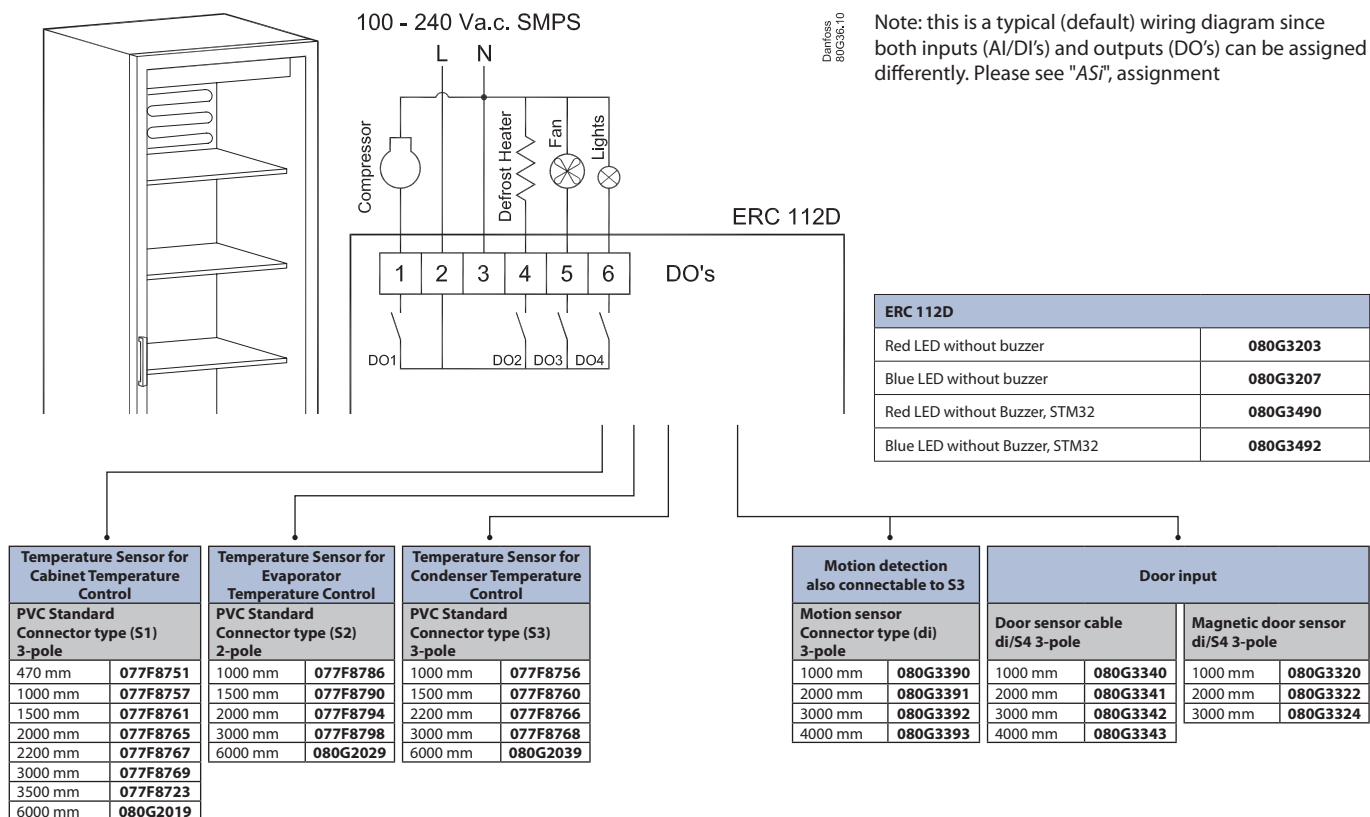 100 - 240 Va.c. SMPS
L N
Danfoss
80G36.10
Note: this is a typical (default) wiring diagram since
both inputs (AI/DI's) and outputs (DO's) can be assigned
differently. Please see "ASi", assignment
Compressor
Defrost Heater
Fan
Lights
ERC 112D
1 2 3 4 5 6 DO's
DO1 DO2 DO3 DO4
ERC 112D
Red LED without buzzer 080G3203
Blue LED without buzzer 080G3207
Red LED without Buzzer, STM32 080G3490
Blue LED without Buzzer, STM32 080G3492
Temperature Sensor for
Cabinet Temperature
Control
PVC Standard
Connector type (S1)
3-pole
470 mm 077F8751
1000 mm 077F8757
1500 mm 077F8761
2000 mm 077F8765
2200 mm 077F8767
3000 mm 077F8769
3500 mm 077F8723
6000 mm 080G2019
Temperature Sensor for
Evaporator
Temperature Control
PVC Standard
Connector type (S2)
2-pole
1000 mm 077F8786
1500 mm 077F8790
2000 mm 077F8794
3000 mm 077F8798
6000 mm 080G2029
Temperature Sensor for
Condenser Temperature
Control
PVC Standard
Connector type (S3)
3-pole
1000 mm 077F8756
1500 mm 077F8760
2200 mm 077F8766
3000 mm 077F8768
6000 mm 080G2039
Motion detection
also connectable to S3
Motion sensor
Connector type (di)
3-pole
1000 mm 080G3390
2000 mm 080G3391
3000 mm 080G3392
4000 mm 080G3393
Door input
Door sensor cable
di/S4 3-pole
1000 mm 080G3340
2000 mm 080G3341
3000 mm 080G3342
4000 mm 080G3343
Magnetic door sensor
di/S4 3-pole
1000 mm 080G3320
2000 mm 080G3322
3000 mm 080G3324